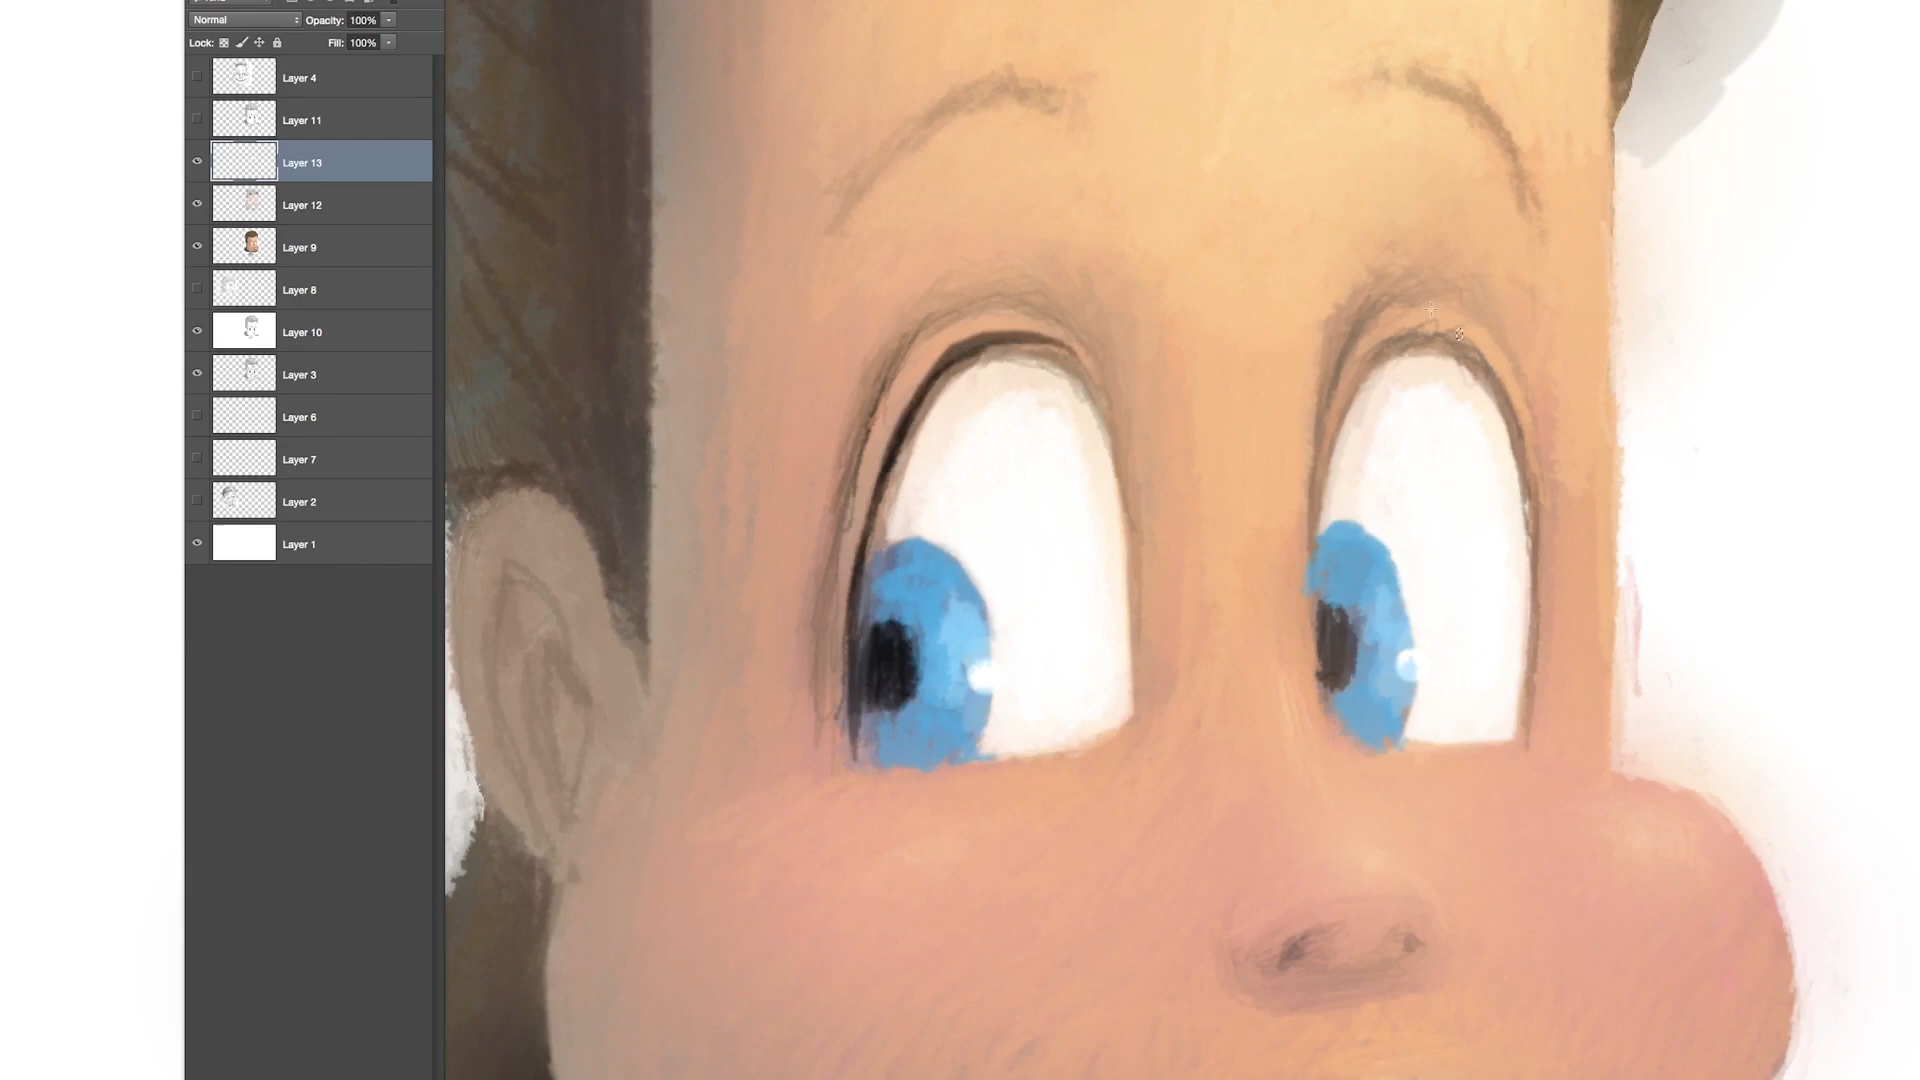 Normal Opacity: 100%
Lock: Fill: 100%
Layer 4
Layer 11
Layer 13
Layer 12
Layer 9
Layer 8
Layer 10
Layer 3
Layer 6
Layer 7
Layer 2
Layer 1